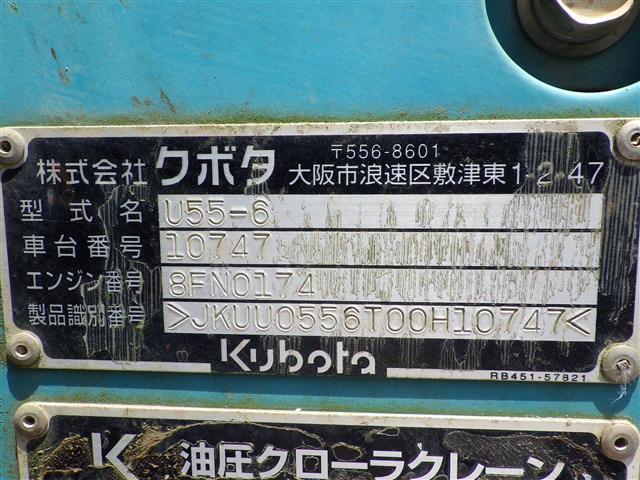 〒556-8601
株式会社 クボタ 大阪市浪速区敷津東1-2-47
型式名 U55-6
車台番号 10747
エンジン番号 8FN0174
製品識別番号 >JKUU0556T00H10747<
Kubota
RB451-57821
K 油圧クローラクレーン